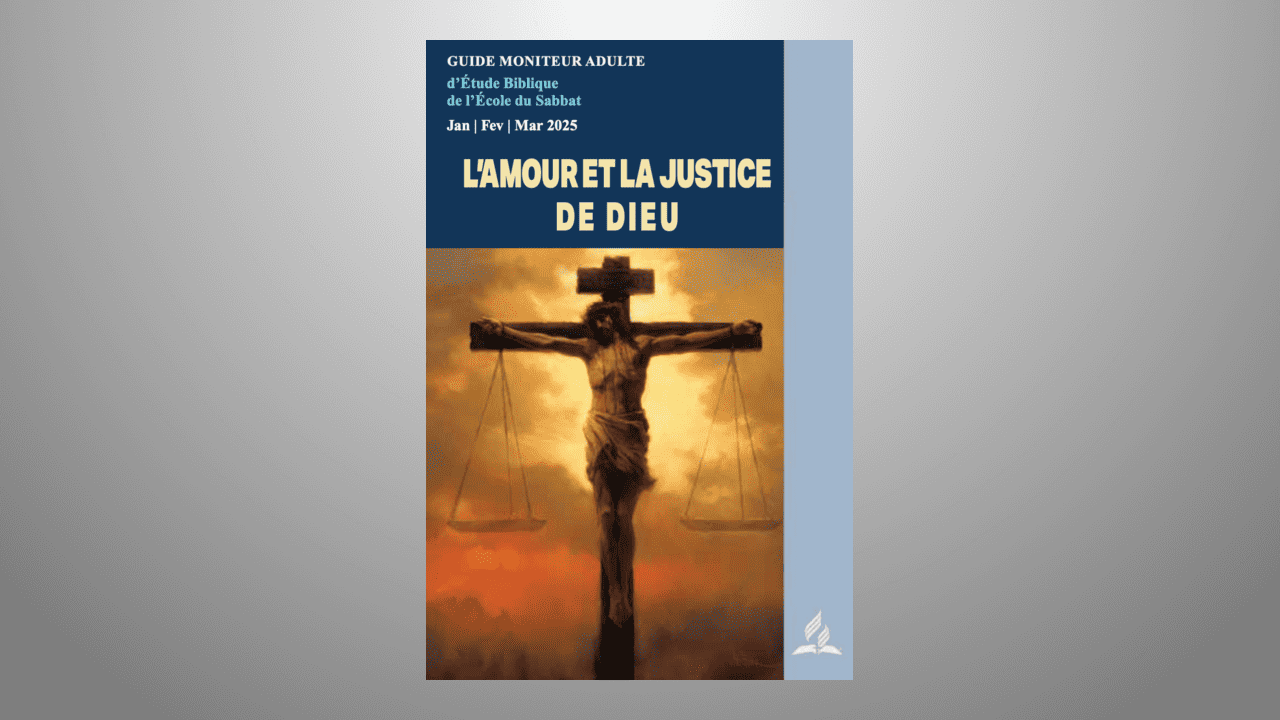 GUIDE MONITEUR ADULTE
d’Étude Biblique
de l’École du Sabbat
Jan | Fev | Mar 2025
L’AMOUR ET LA JUSTICE
DE DIEU